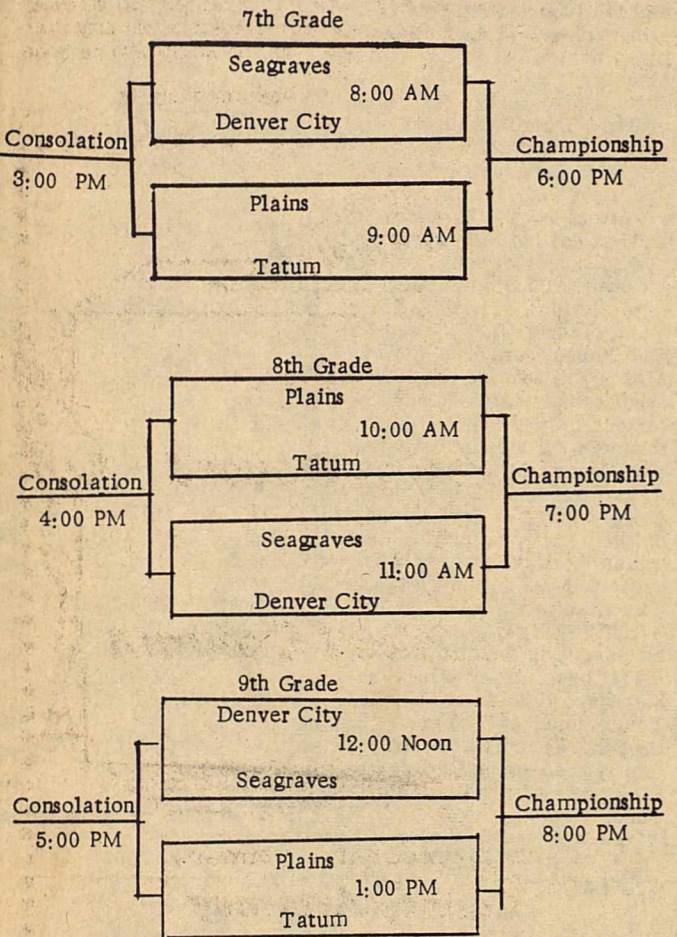 7th Grade
Seagraves
8:00 AM
Denver City
Consolation
3:00 PM
Championship
6:00 PM
Plains
9:00 AM
Tatum
8th Grade
Plains
10:00 AM
Tatum
Consolation
4:00 PM
Championship
7:00 PM
Seagraves
11:00 AM
Denver City
9th Grade
Denver City
12:00 Noon
Seagraves
Consolation
5:00 PM
Championship
8:00 PM
Plains
1:00 PM
Tatum